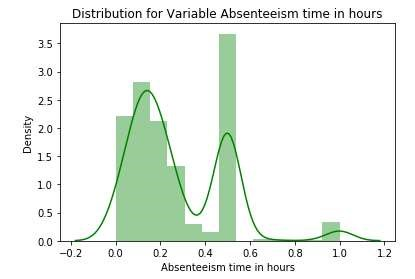 Distribution for Variable Absenteeism time in hours
3.5
3.0
2.5
2.0
1.5
1.0
0.5
0.0
Density
−0.2 0.0 0.2 0.4 0.6 0.8 1.0 1.2
Absenteeism time in hours